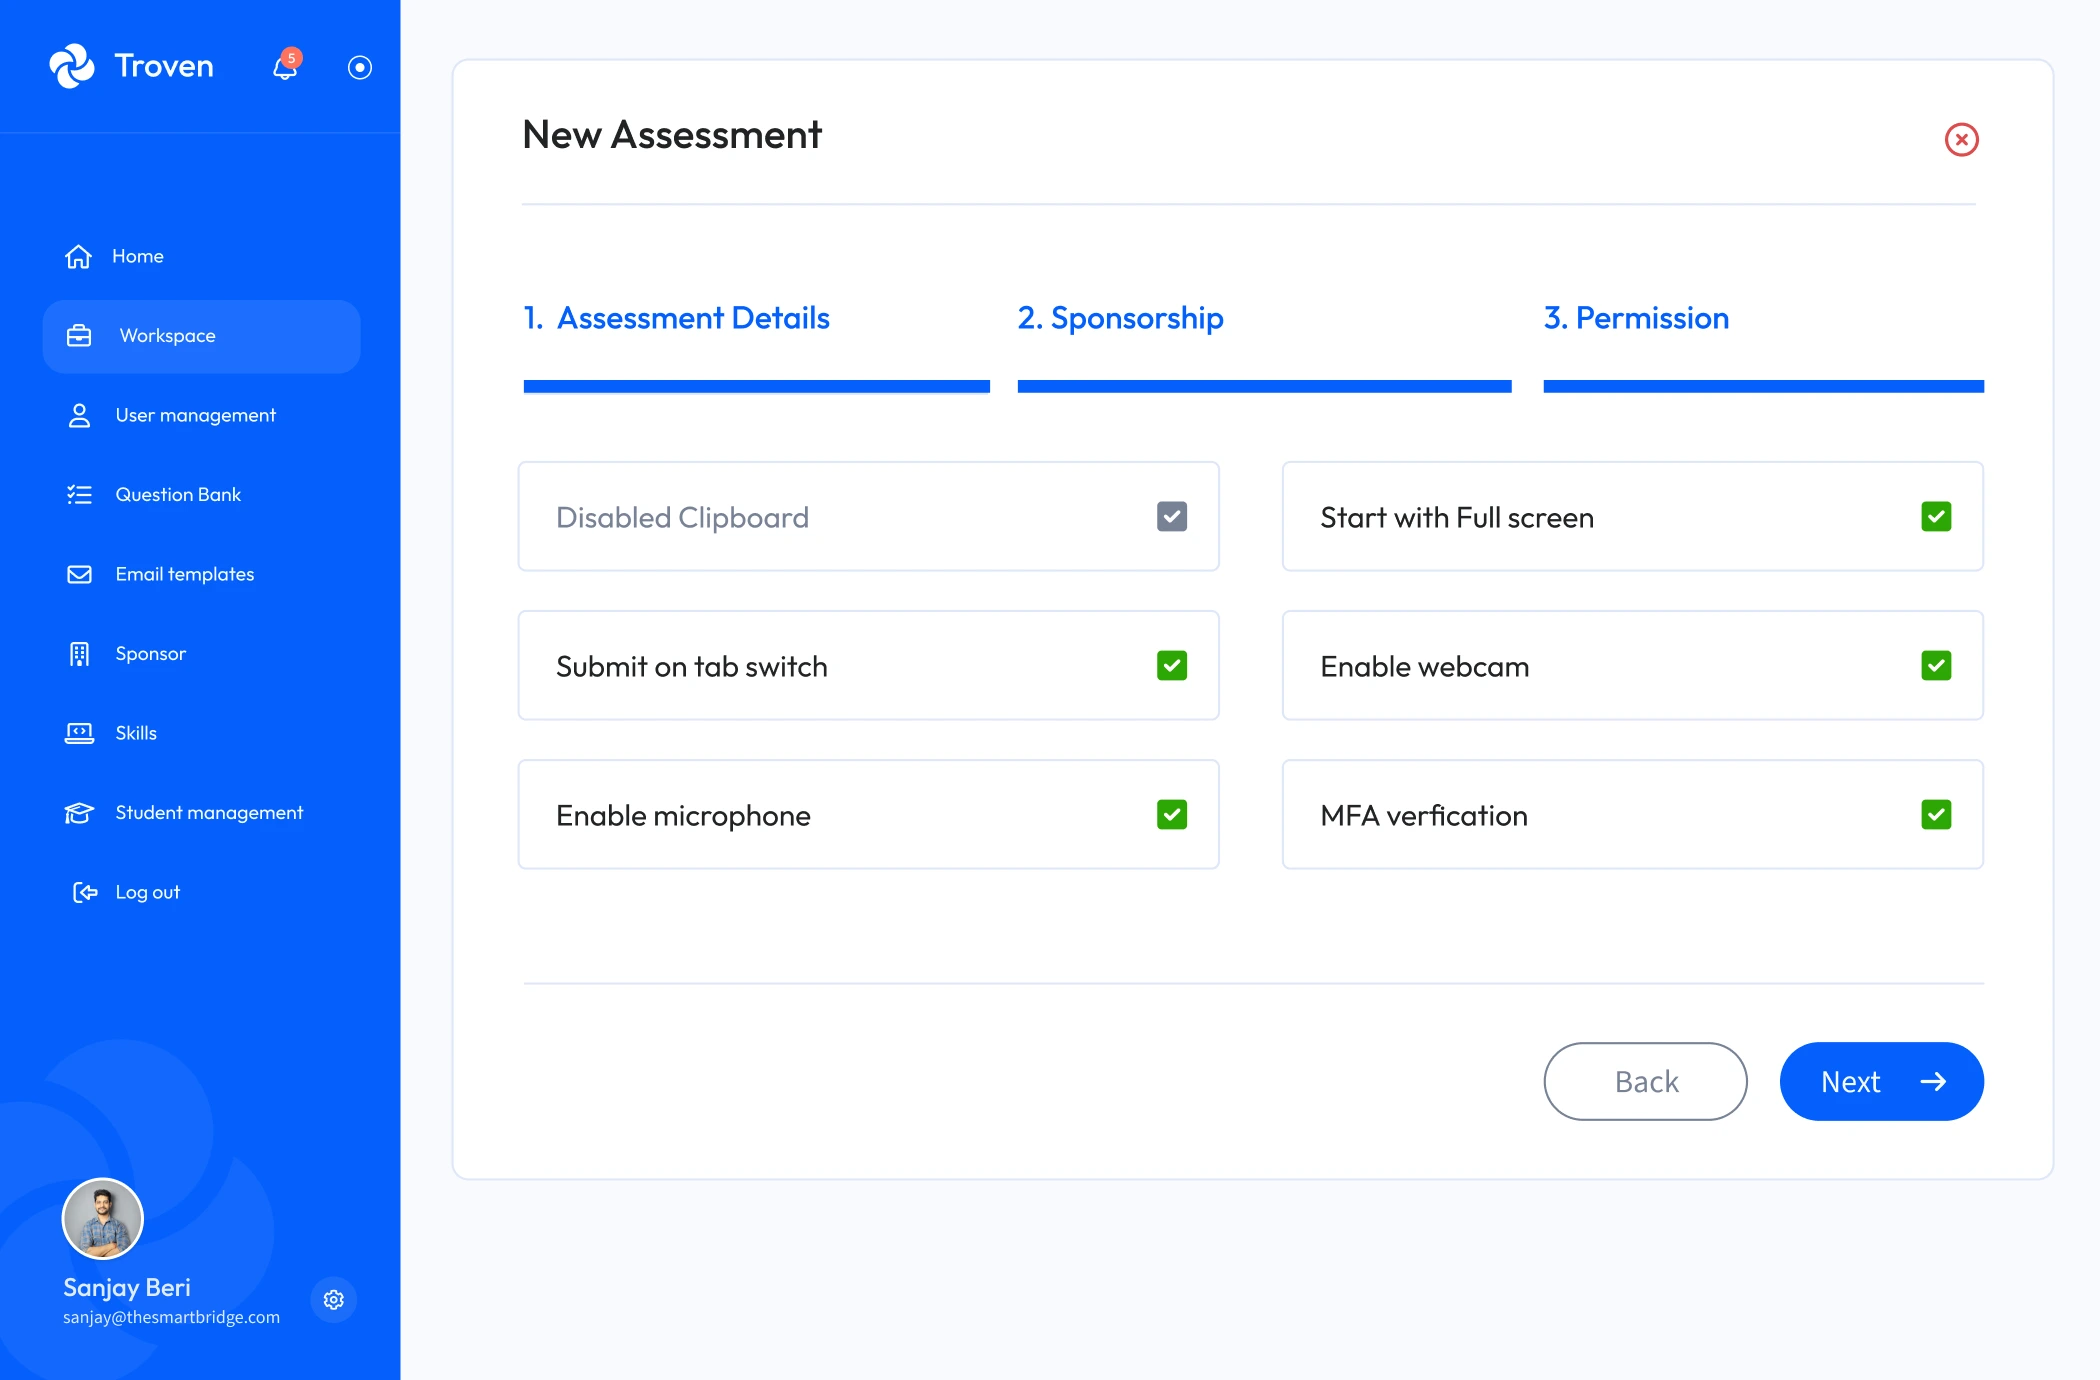 Troven
5
Home
Workspace
User management
Question Bank
Email templates
Sponsor
Skills
Student management
Log out
Sanjay Beri
sanjay@thesmartbridge.com
New Assessment
1. Assessment Details
2. Sponsorship
3. Permission
Disabled Clipboard
Start with Full screen
Submit on tab switch
Enable webcam
Enable microphone
MFA verfication
Back
Next